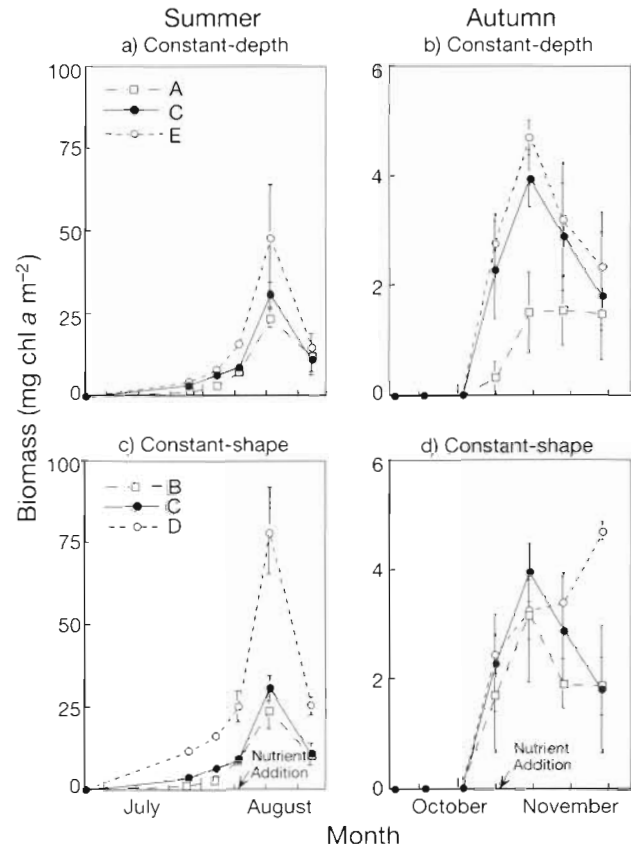 Summer Autumn
a) Constant-depth b) Constant-depth
100 6
A
C
E
75
4
50
2
25
0 0
Biomass (mg chl a m−2)
c) Constant-shape d) Constant-shape
100 6
B
C
D
75
4
50
2
25
Nutrient Addition Nutrient Addition
0 0
July August October November
Month